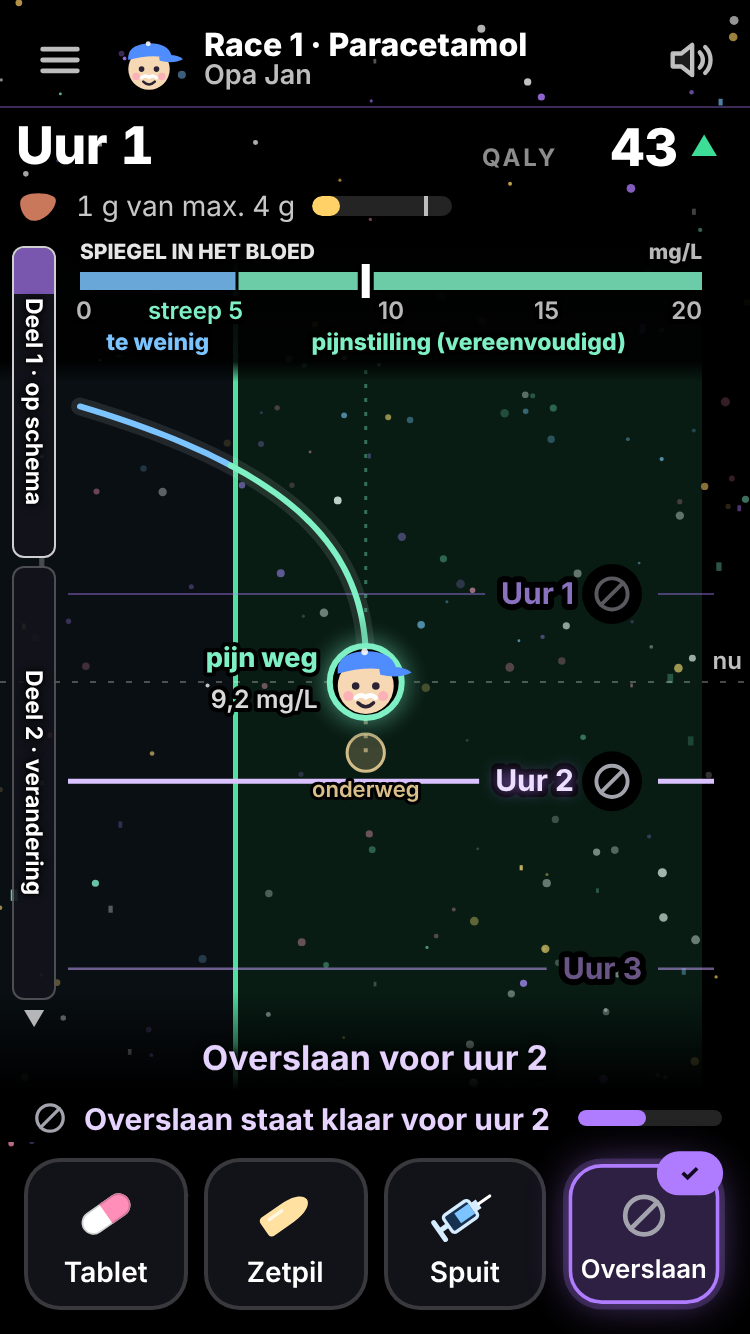 Race 1 · Paracetamol
Opa Jan
Uur 1
QALY 43
1 g van max. 4 g
SPIEGEL IN HET BLOED mg/L
0 streep 5 10 15 20
te weinig pijnstilling (vereenvoudigd)
Deel 1 · op schema
Uur 1
pijn weg
nu
9,2 mg/L
Deel 2 · verandering
Uur 2
onderweg
Uur 3
Overslaan voor uur 2
Overslaan staat klaar voor uur 2
Tablet Zetpil Spuit Overslaan